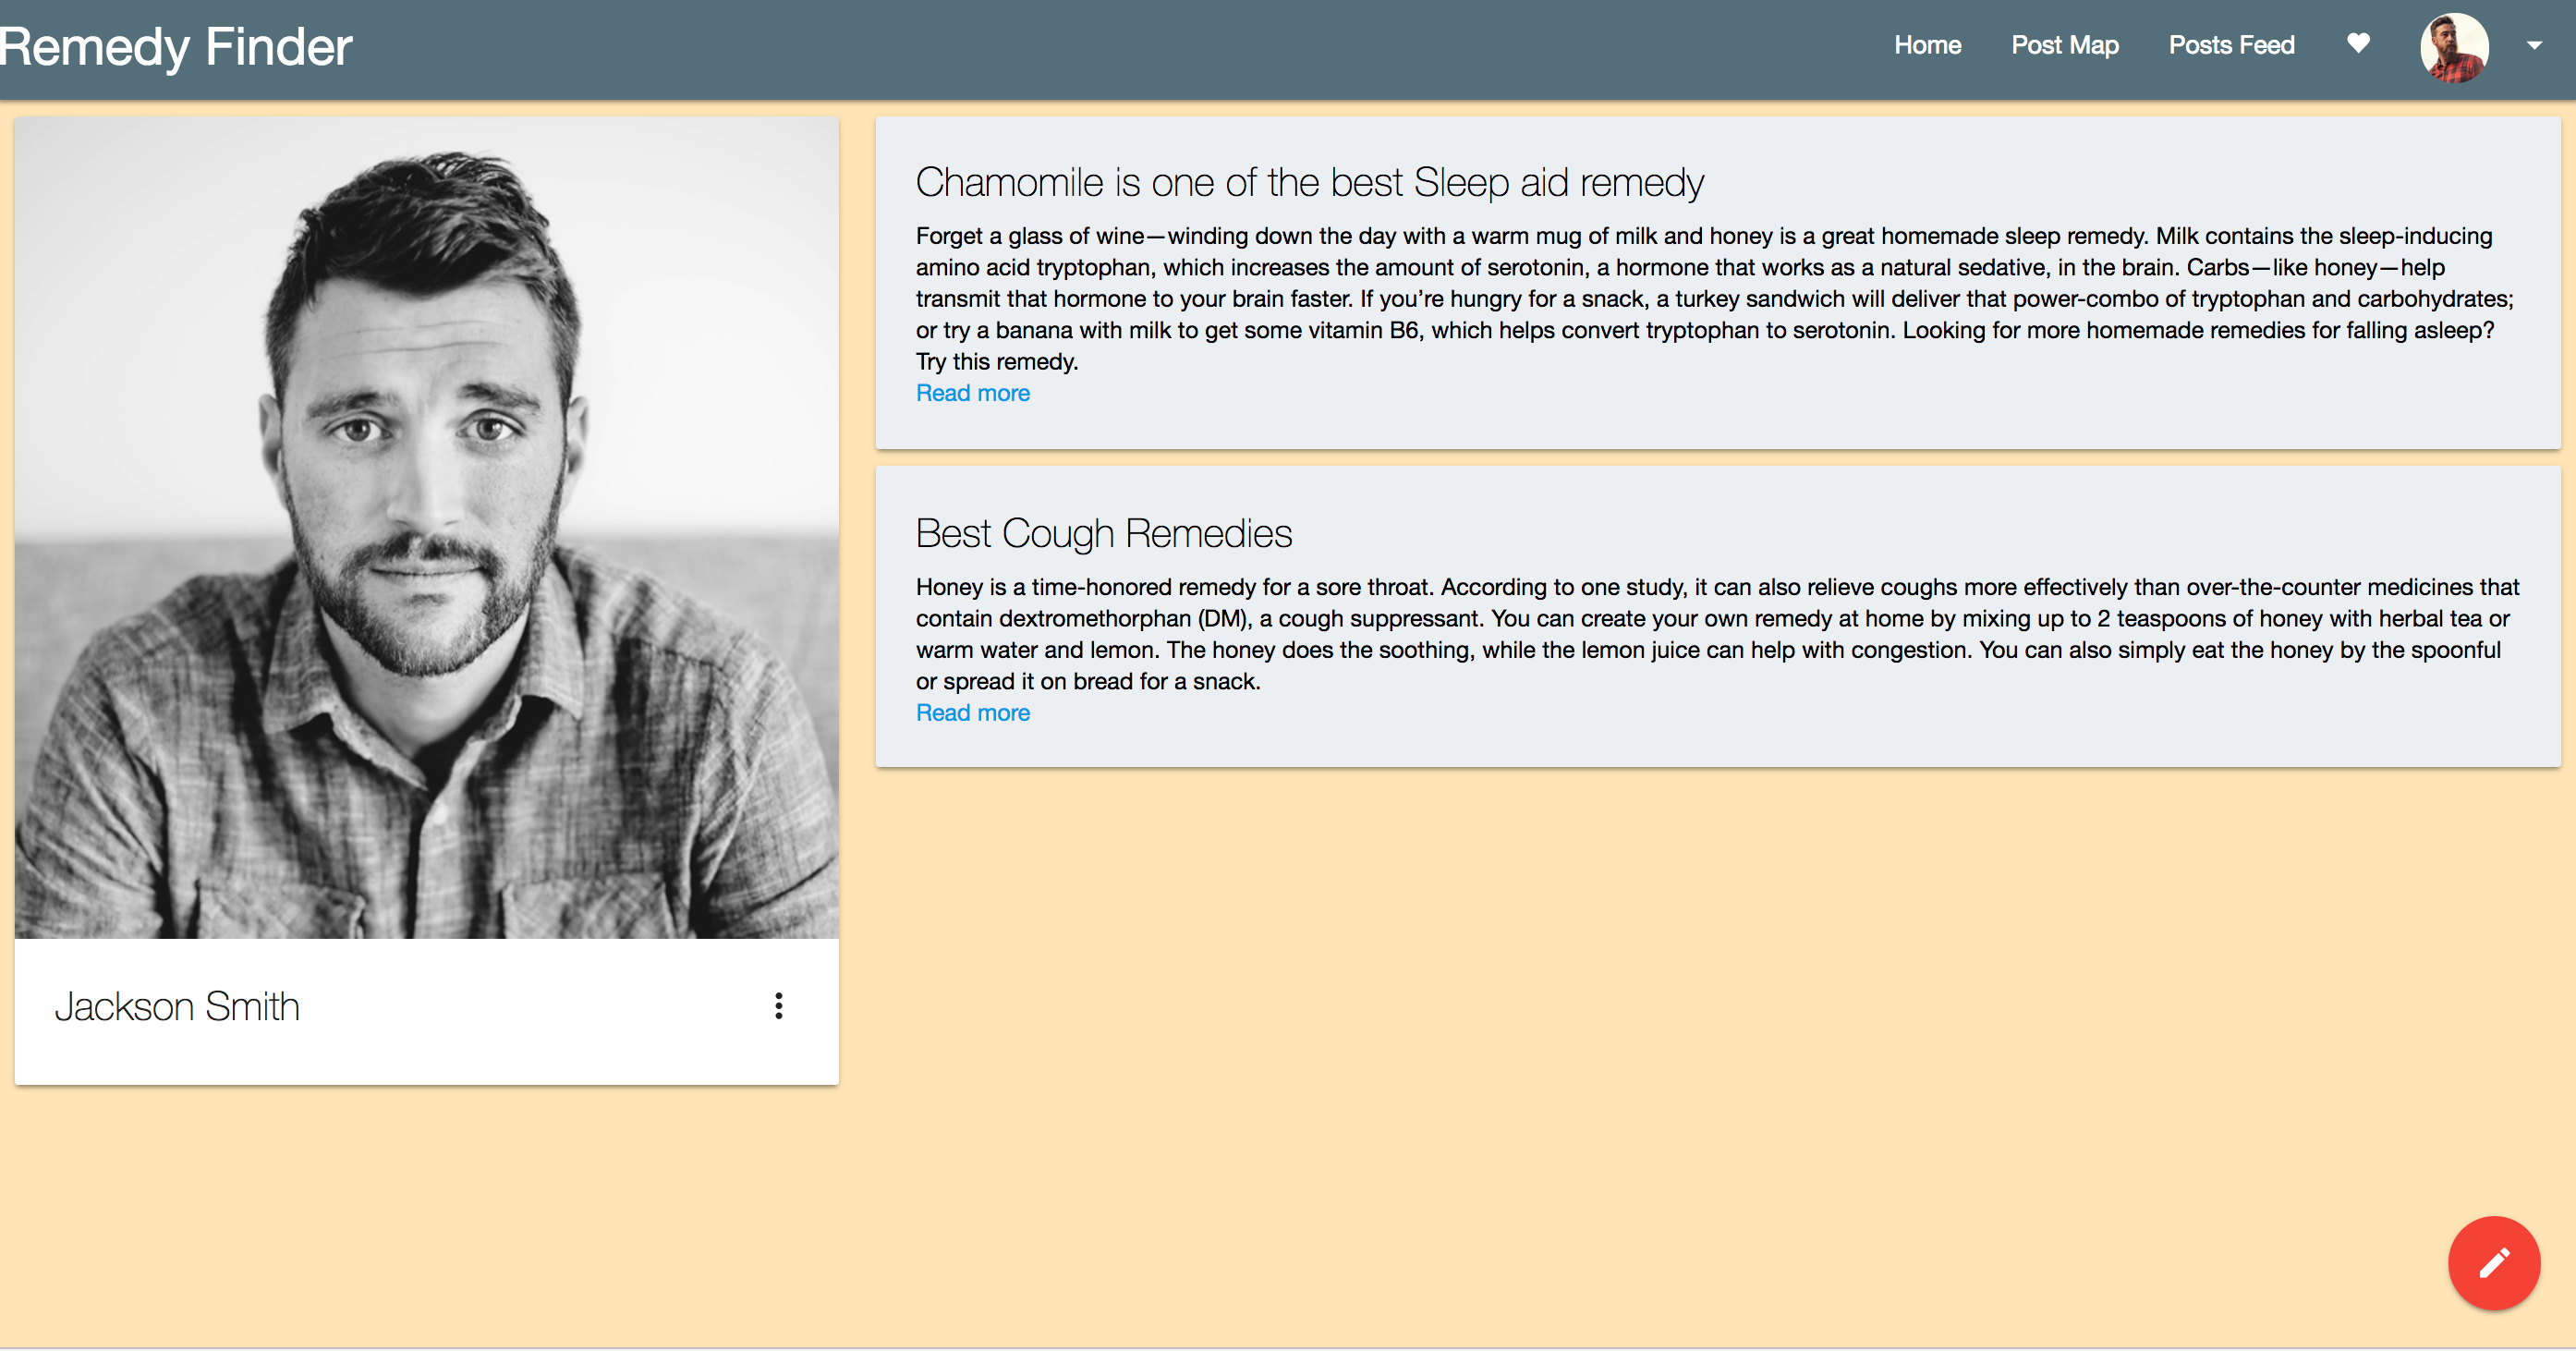 Remedy Finder
Home
Post Map
Posts Feed
Chamomile is one of the best Sleep aid remedy
Forget a glass of wine—winding down the day with a warm mug of milk and honey is a great homemade sleep remedy. Milk contains the sleep-inducing
amino acid tryptophan, which increases the amount of serotonin, a hormone that works as a natural sedative, in the brain. Carbs—like honey—help
transmit that hormone to your brain faster. If you’re hungry for a snack, a turkey sandwich will deliver that power-combo of tryptophan and carbohydrates;
or try a banana with milk to get some vitamin B6, which helps convert tryptophan to serotonin. Looking for more homemade remedies for falling asleep?
Try this remedy.
Read more
Best Cough Remedies
Honey is a time-honored remedy for a sore throat. According to one study, it can also relieve coughs more effectively than over-the-counter medicines that
contain dextromethorphan (DM), a cough suppressant. You can create your own remedy at home by mixing up to 2 teaspoons of honey with herbal tea or
warm water and lemon. The honey does the soothing, while the lemon juice can help with congestion. You can also simply eat the honey by the spoonful
or spread it on bread for a snack.
Read more
Jackson Smith